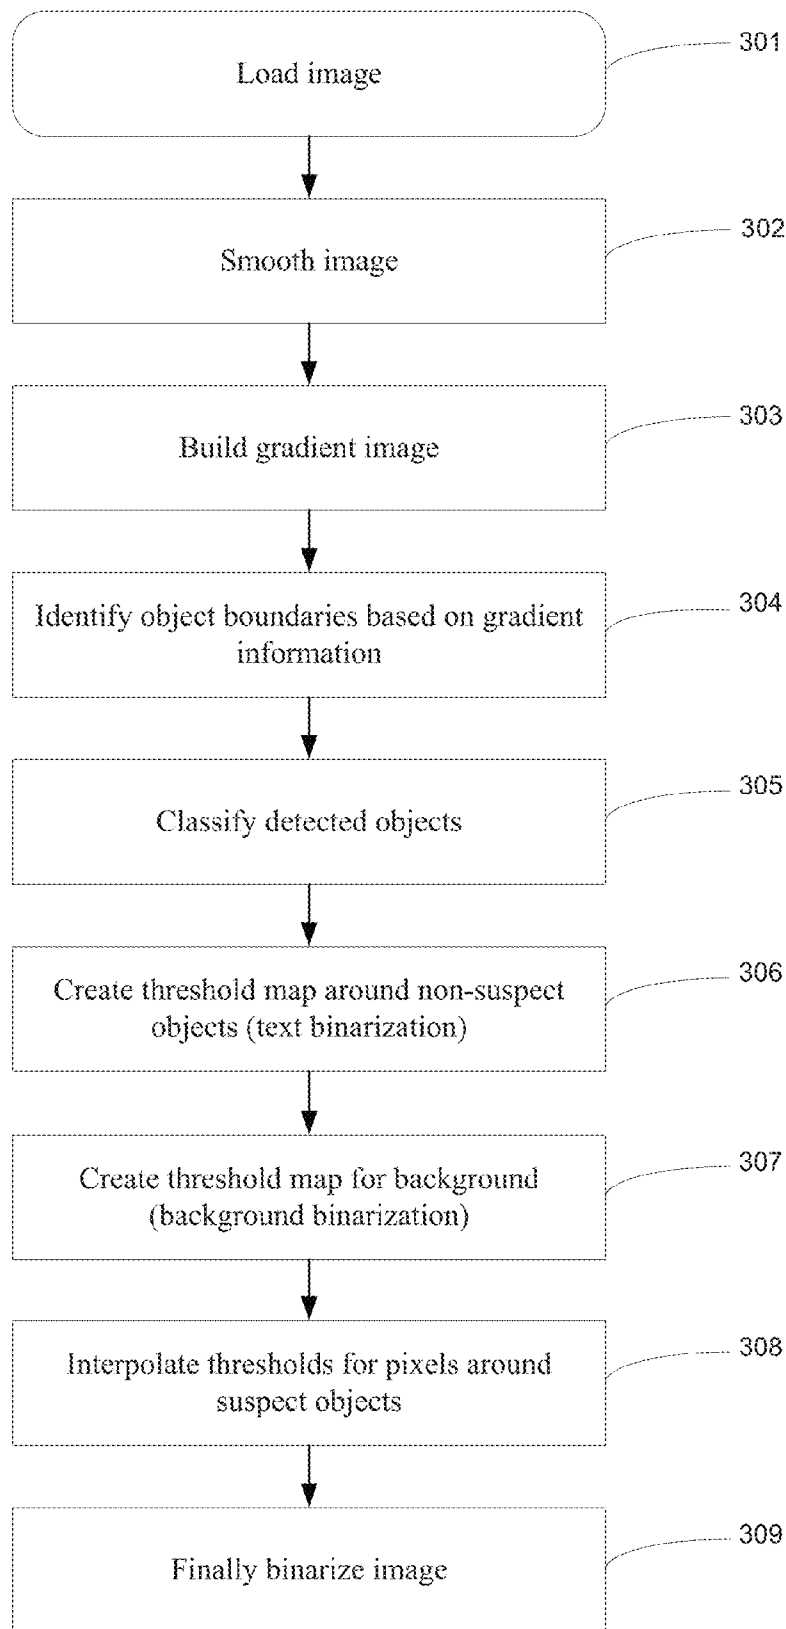 Load image
301
Smooth image
302
Build gradient image
303
Identify object boundaries based on gradient
information
304
Classify detected objects
305
Create threshold map around non-suspect
objects (text binarization)
306
Create threshold map for background
(background binarization)
307
Interpolate thresholds for pixels around
suspect objects
308
Finally binarize image
309